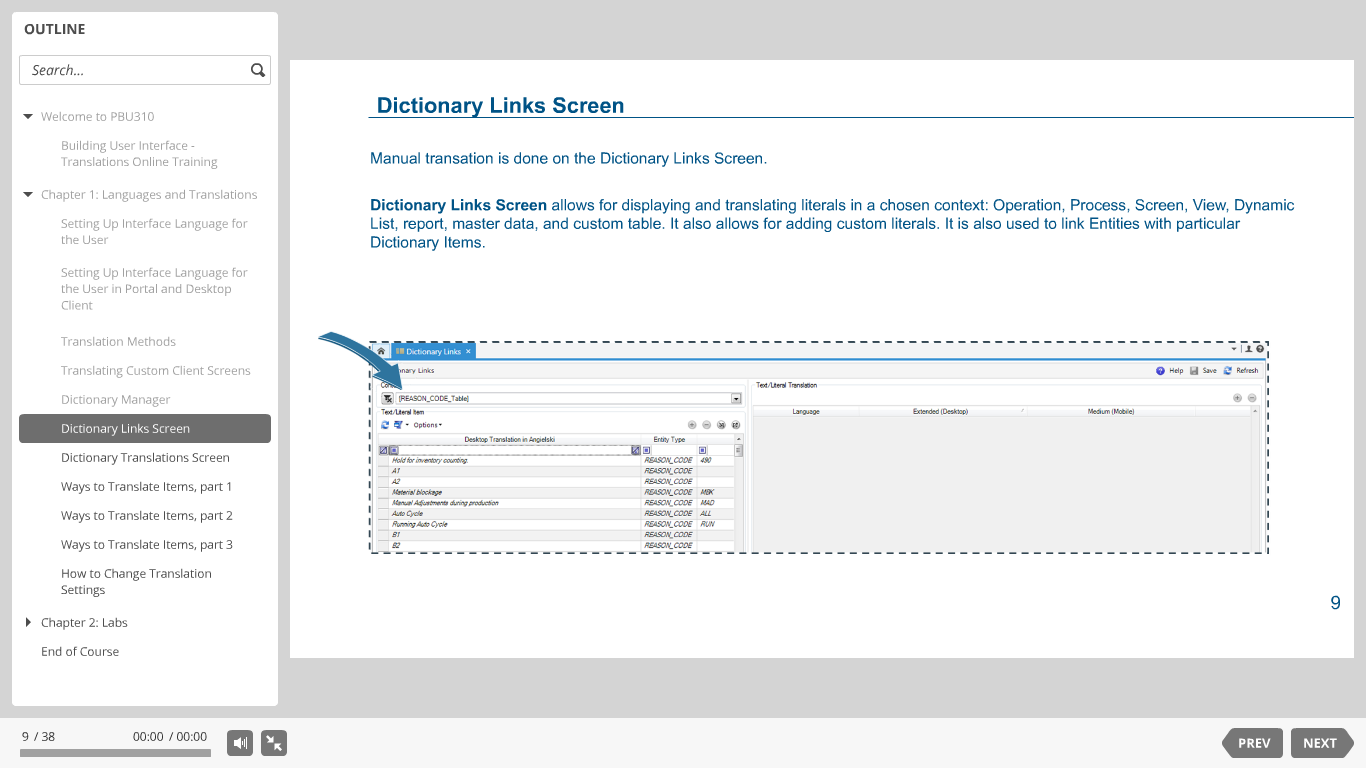 OUTLINE
Search...
Welcome to PBU310
Building User Interface -
Translations Online Training
Chapter 1: Languages and Translations
Setting Up Interface Language for
the User
Setting Up Interface Language for
the User in Portal and Desktop
Client
Translation Methods
Translating Custom Client Screens
Dictionary Manager
Dictionary Links Screen
Dictionary Translations Screen
Ways to Translate Items, part 1
Ways to Translate Items, part 2
Ways to Translate Items, part 3
How to Change Translation
Settings
Chapter 2: Labs
End of Course
Dictionary Links Screen
Manual transation is done on the Dictionary Links Screen.
Dictionary Links Screen allows for displaying and translating literals in a chosen context: Operation, Process, Screen, View, Dynamic
List, report, master data, and custom table. It also allows for adding custom literals. It is also used to link Entities with particular
Dictionary Items.
Dictionary Links
Links
Help Save Refresh
[REASON_CODE_Table]
Text/Literal Item
Options
Desktop Translation in Angielski Entity Type
Hold for inventory counting. REASON_CODE 490
A1 REASON_CODE
A2 REASON_CODE
Material blockage REASON_CODE MBK
Manual Adjustments during production REASON_CODE MAD
Auto Cycle REASON_CODE ALL
Running Auto Cycle REASON_CODE RUN
B1 REASON_CODE
B2 REASON_CODE
Text/Literal Translation
Language Extended (Desktop) Medium (Mobile)
9
9 / 38 00:00 / 00:00
PREV NEXT